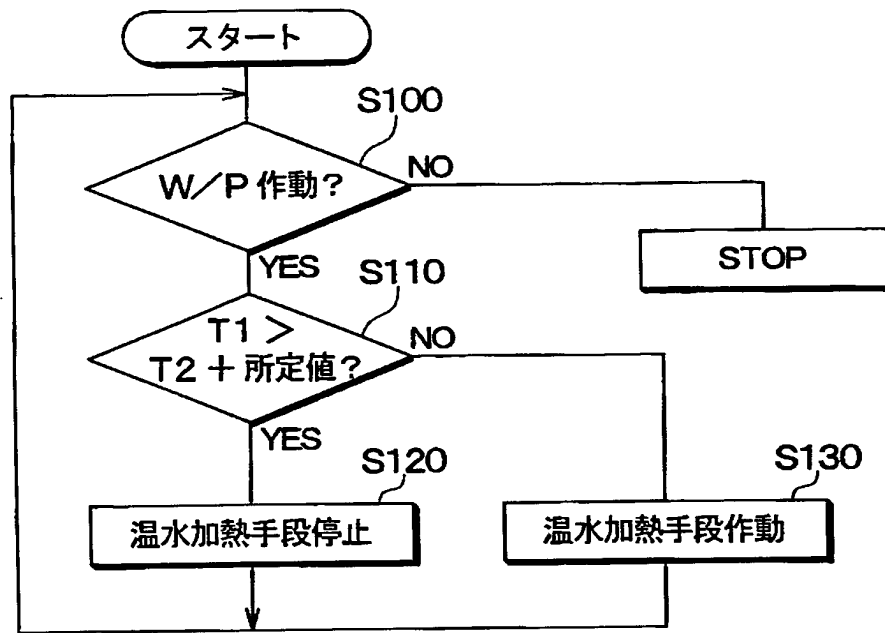 スタート
S100
W／P 作動？
NO
YES
STOP
S110
T1 ＞
T2 ＋ 所定値？
NO
YES
S120
温水加熱手段停止
S130
温水加熱手段作動